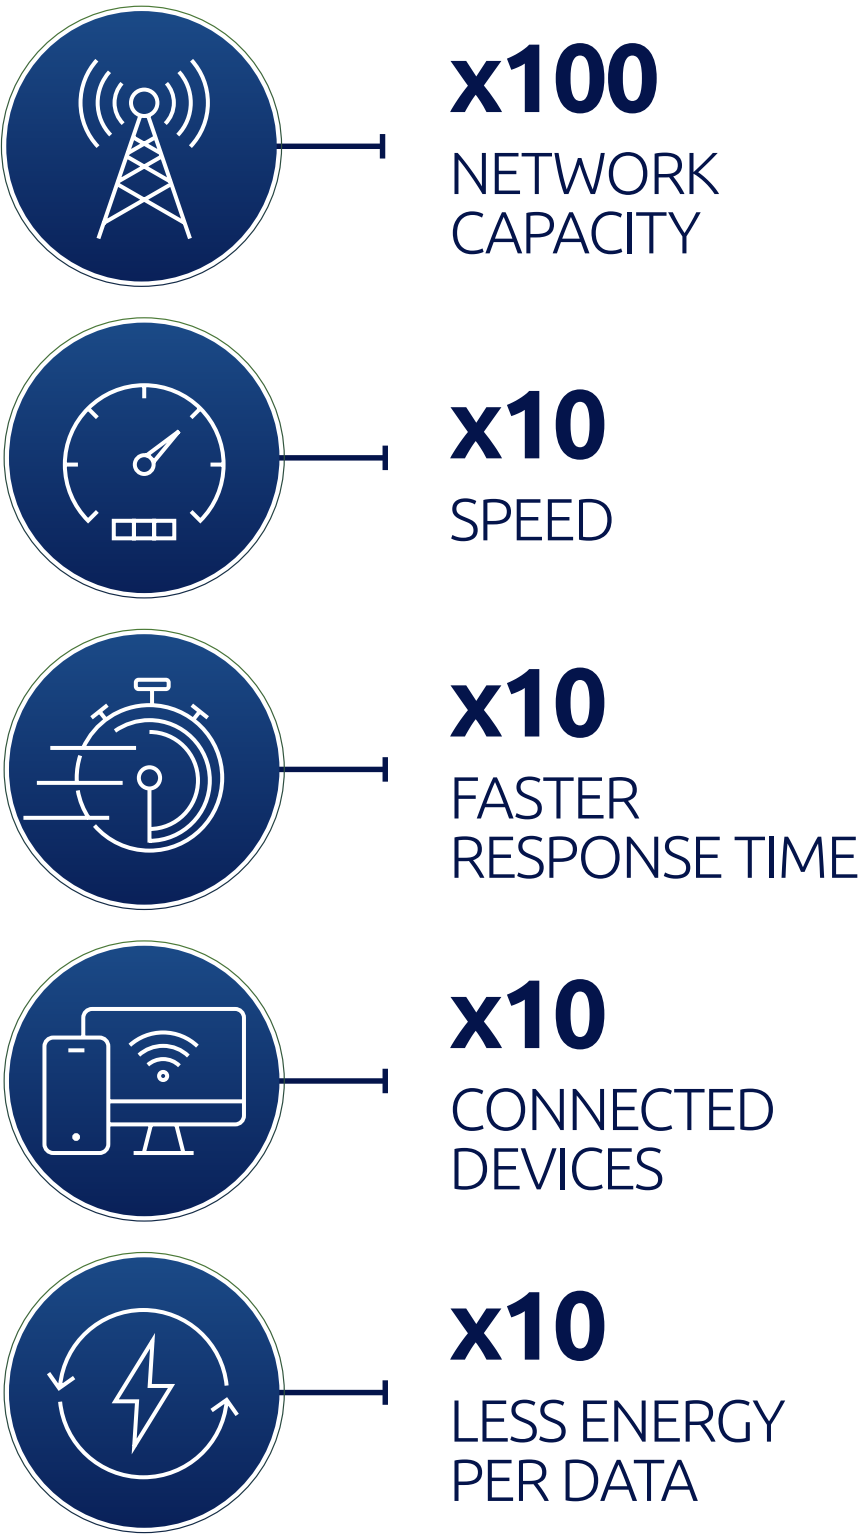 x100
NETWORK
CAPACITY
x10
SPEED
x10
FASTER
RESPONSE TIME
x10
CONNECTED
DEVICES
x10
LESS ENERGY
PER DATA